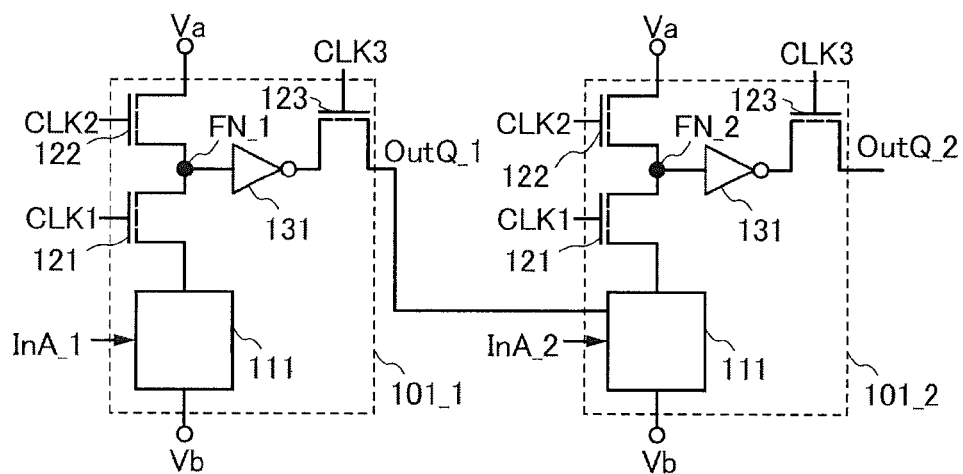 Va
CLK3
CLK2
122
123
FN_1
OutQ_1
131
CLK1
121
InA_1
111
101_1
Vb
Va
CLK3
CLK2
122
123
FN_2
OutQ_2
131
CLK1
121
InA_2
111
101_2
Vb